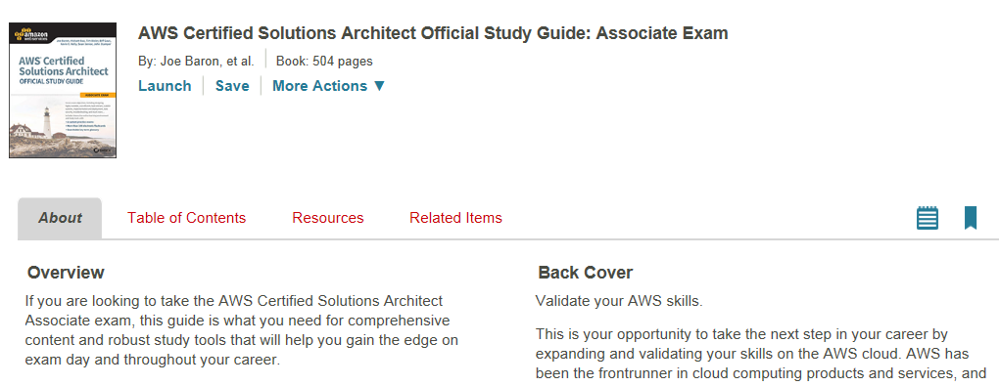 AWS Certified Solutions Architect Official Study Guide: Associate Exam
By: Joe Baron, et al. Book: 504 pages
Launch Save More Actions ▼
amazon
web services
AWS Certified
Solutions Architect
OFFICIAL STUDY GUIDE
ASSOCIATE EXAM
About Table of Contents Resources Related Items
Overview
If you are looking to take the AWS Certified Solutions Architect
Associate exam, this guide is what you need for comprehensive
content and robust study tools that will help you gain the edge on
exam day and throughout your career.
Back Cover
Validate your AWS skills.
This is your opportunity to take the next step in your career by
expanding and validating your skills on the AWS cloud. AWS has
been the frontrunner in cloud computing products and services, and